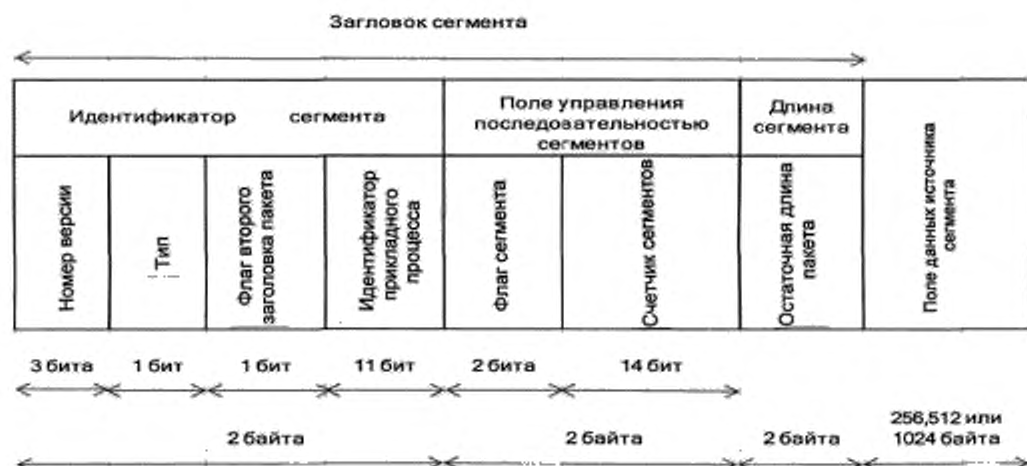 Загловок сегмента
Идентификатор сегмента
Поле управления
последовательностью
сегментов
Длина
сегмента
Номер версии
Тип
Флаг второго
заголовка пакета
Идентификатор
прикладного
процесса
Флаг сегмента
Счетчик сегментов
Остаточная длина
пакета
Поле данных источника
сегмента
3 бита
1 бит
1 бит
11 бит
2 бита
14 бит
2 байта
2 байта
2 байта
256,512 или
1024 байта